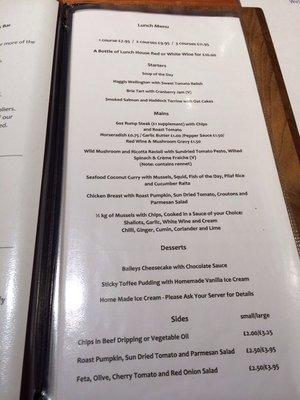 Bar
more of the
Lunch Menu
1 course £7.95 / 2 courses £9.95 / 3 courses £11.95
A Bottle of Lunch House Red or White Wine for £10.00
Starters
Soup of the Day
Haggis Wellington with Sweet Tomato Relish
Brie Tart with Cranberry Jam (V)
Smoked Salmon and Haddock Terrine with Oat Cakes
Mains
6oz Rump Steak (£1 supplement) with Chips
and Roast Tomato
Horseradish £0.75 / Garlic Butter £1.00 /Pepper Sauce £1.50/
Red Wine & Mushroom Gravy £1.50
Wild Mushroom and Ricotta Ravioli with Sundried Tomato Pesto, Wilted
Spinach & Crème Fraiche (V)
(Note: contains rennet)
Seafood Coconut Curry with Mussels, Squid, Fish of the Day, Pilaf Rice
and Cucumber Raita
Chicken Breast with Roast Pumpkin, Sun Dried Tomato, Croutons and
Parmesan Salad
½ kg of Mussels with Chips, Cooked in a Sauce of your Choice:
Shallots, Garlic, White Wine and Cream
Chilli, Ginger, Cumin, Coriander and Lime
Desserts
Baileys Cheesecake with Chocolate Sauce
Sticky Toffee Pudding with Homemade Vanilla Ice Cream
Home Made Ice Cream - Please Ask Your Server for Details
Sides small/large
Chips in Beef Dripping or Vegetable Oil £2.00/£3.25
Roast Pumpkin, Sun Dried Tomato and Parmesan Salad £2.50/£3.95
Feta, Olive, Cherry Tomato and Red Onion Salad £2.50/£3.95